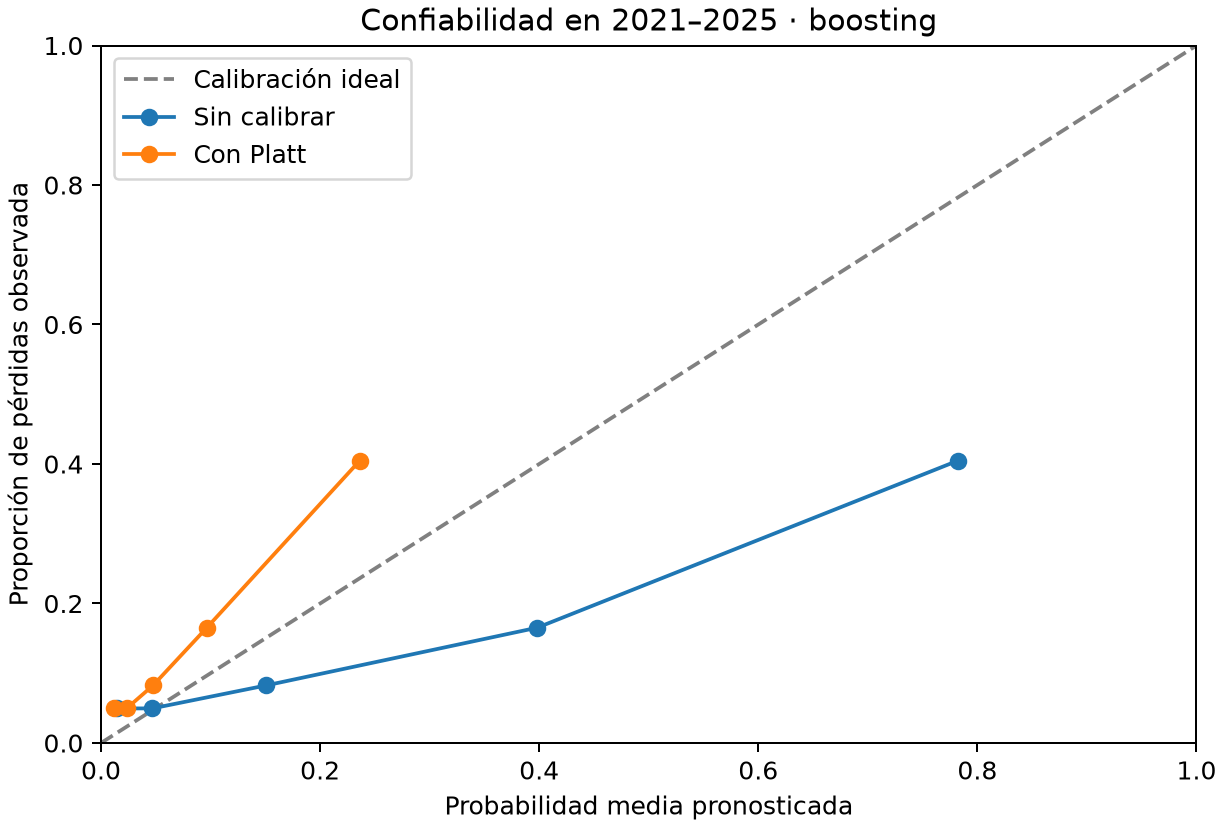 Confiabilidad en 2021–2025 · boosting
1.0
0.8
0.6
0.4
0.2
0.0
Proporción de pérdidas observada
Calibración ideal
Sin calibrar
Con Platt
0.0 0.2 0.4 0.6 0.8 1.0
Probabilidad media pronosticada